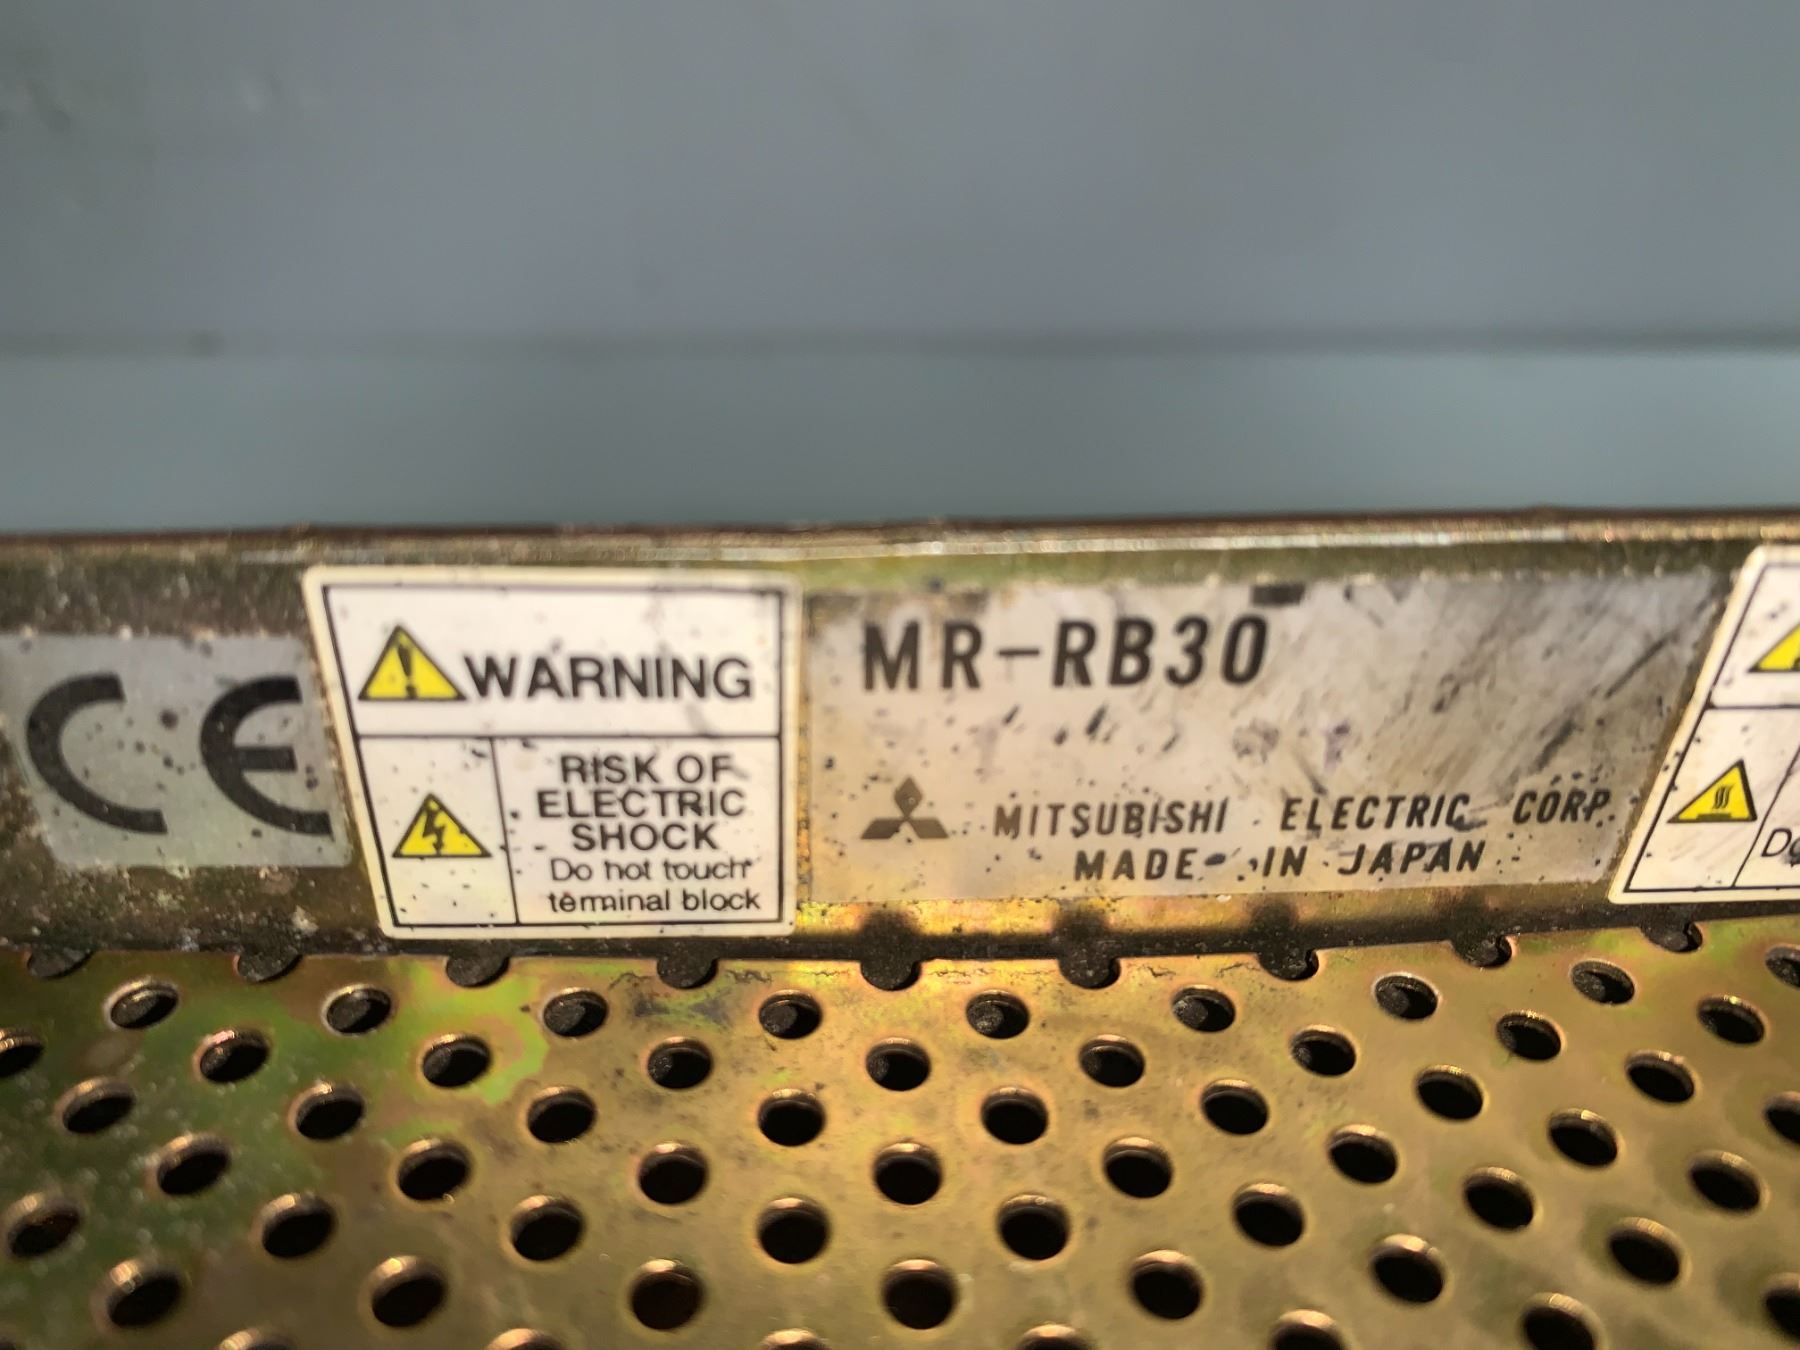 CE
WARNING
RISK OF
ELECTRIC
SHOCK
Do not touch
terminal block
MR-RB30
MITSUBISHI ELECTRIC CORP.
MADE IN JAPAN